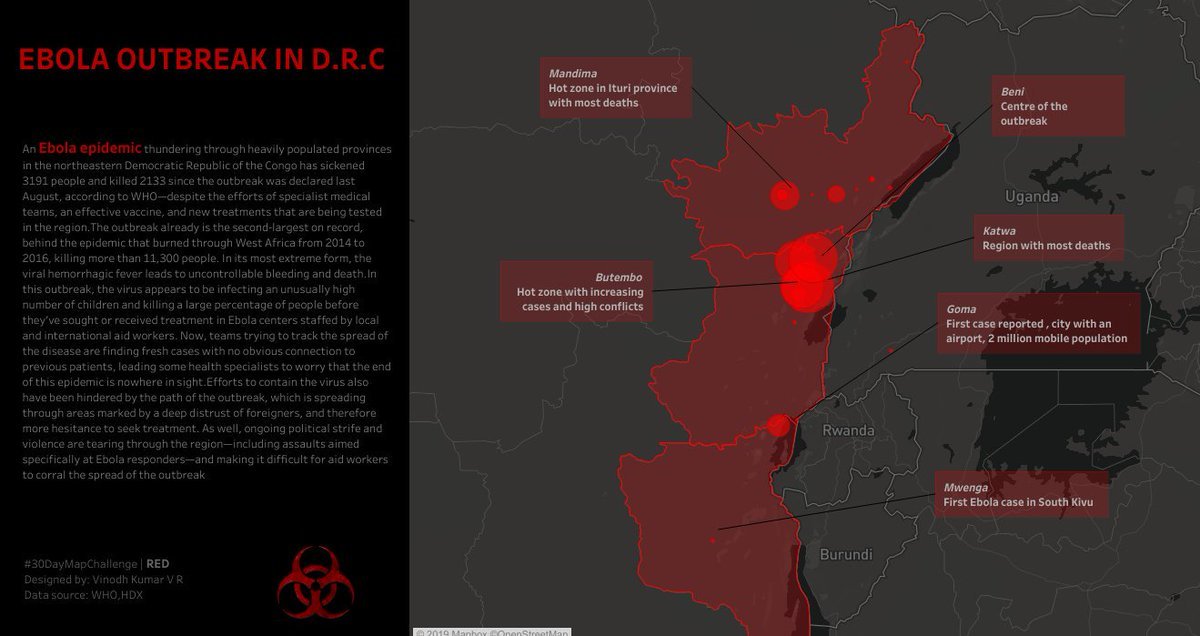 EBOLA OUTBREAK IN D.R.C
An Ebola epidemic thundering through heavily populated provinces
in the northeastern Democratic Republic of the Congo has sickened
3191 people and killed 2133 since the outbreak was declared last
August, according to WHO—despite the efforts of specialist medical
teams, an effective vaccine, and new treatments that are being tested
in the region.The outbreak already is the second-largest on record,
behind the epidemic that burned through West Africa from 2014 to
2016, killing more than 11,300 people. In its most extreme form, the
viral hemorrhagic fever leads to uncontrollable bleeding and death.In
this outbreak, the virus appears to be infecting an unusually high
number of children and killing a large percentage of people before
they've sought or received treatment in Ebola centers staffed by local
and international aid workers. Now, teams trying to track the spread of
the disease are finding fresh cases with no obvious connection to
previous patients, leading some health specialists to worry that the end
of this epidemic is nowhere in sight.Efforts to contain the virus also
have been hindered by the path of the outbreak, which is spreading
through areas marked by a deep distrust of foreigners, and therefore
more hesitance to seek treatment. As well, ongoing political strife and
violence are tearing through the region—including assaults aimed
specifically at Ebola responders—and making it difficult for aid workers
to corral the spread of the outbreak
#30DayMapChallenge | RED
Designed by: Vinodh Kumar V R
Data source: WHO,HDX
Mandima
Hot zone in Ituri province
with most deaths
Beni
Centre of the
outbreak
Uganda
Katwa
Region with most deaths
Butembo
Hot zone with increasing
cases and high conflicts
Goma
First case reported , city with an
airport, 2 million mobile population
Rwanda
Mwenga
First Ebola case in South Kivu
Burundi
© 2019 Mapbox ©OpenStreetMap